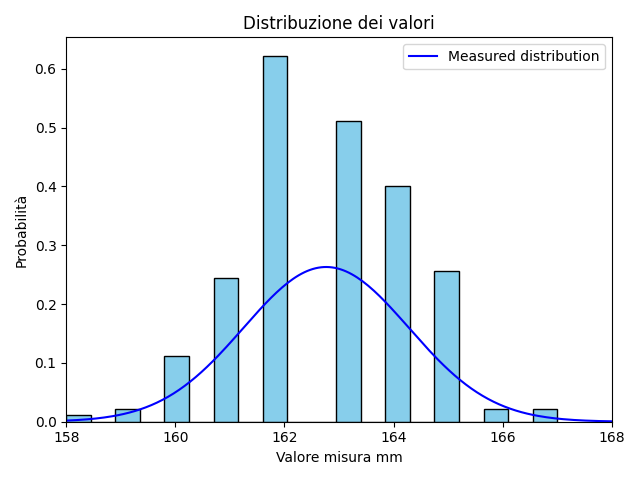 Distribuzione dei valori
Measured distribution
Probabilità
0.6
0.5
0.4
0.3
0.2
0.1
0.0
158 160 162 164 166 168
Valore misura mm